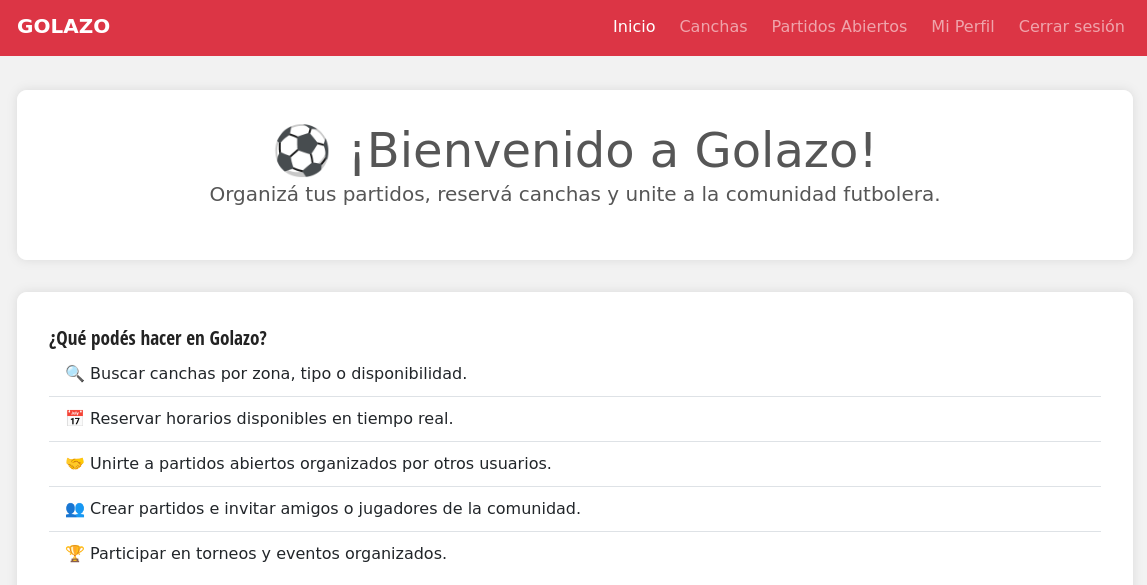 GOLAZO
Inicio Canchas Partidos Abiertos Mi Perfil Cerrar sesión
⚽ ¡Bienvenido a Golazo!
Organizá tus partidos, reservá canchas y unite a la comunidad futbolera.
¿Qué podés hacer en Golazo?
🔍 Buscar canchas por zona, tipo o disponibilidad.
📅 Reservar horarios disponibles en tiempo real.
🤝 Unirte a partidos abiertos organizados por otros usuarios.
👥 Crear partidos e invitar amigos o jugadores de la comunidad.
🏆 Participar en torneos y eventos organizados.